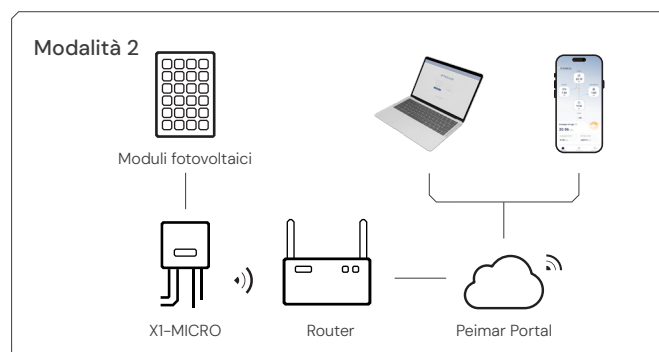 Modalità 2
Moduli fotovoltaici
X1-MICRO
Router
Peimar Portal